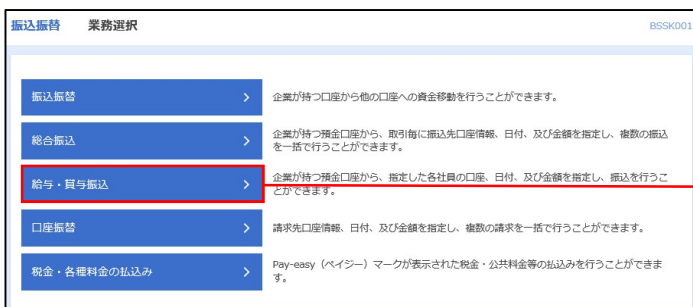 振込振替 業務選択 BSSK001
振込振替 企業が持つ口座から他の口座への資金移動を行うことができます。
総合振込 企業が持つ預金口座から、取引毎に振込先口座情報、日付、及び金額を指定し、複数の振込
を一括で行うことができます。
給与・賞与振込 企業が持つ預金口座から、指定した各社員の口座、日付、及び金額を指定し、振込を行うこ
とができます。
口座振替 請求先口座情報、日付、及び金額を指定し、複数の請求を一括で行うことができます。
税金・各種料金の払込み Pay-easy（ペイジー）マークが表示された税金・公共料金等の払込みを行うことができま
す。